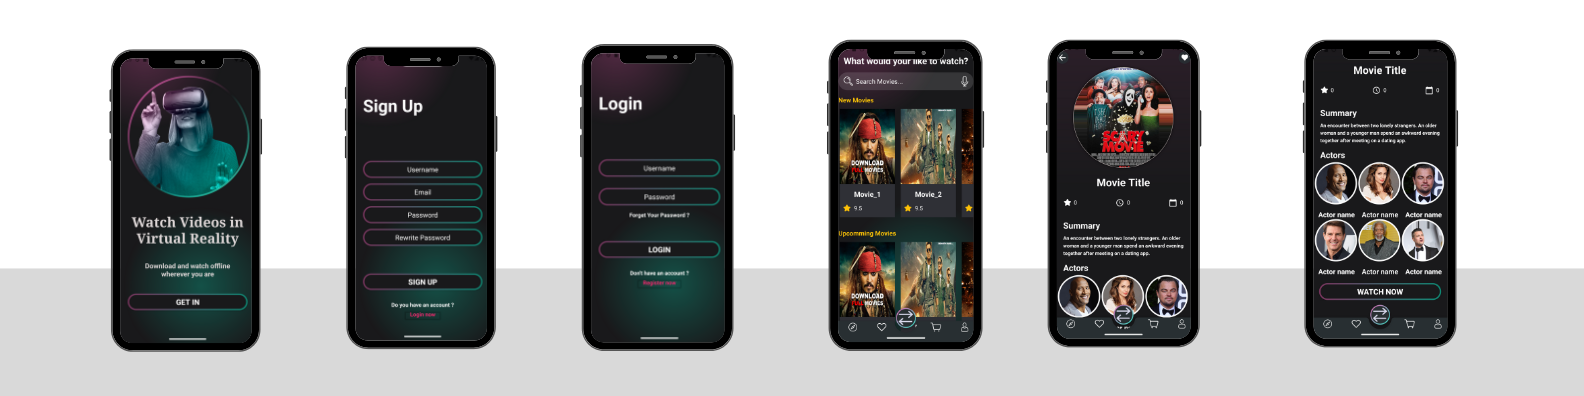 Watch Videos in
Virtual Reality
Download and watch offline
wherever you are
GET IN
Sign Up
Username
Email
Password
Rewrite Password
SIGN UP
Do you have an account ?
Login now
Login
Username
Password
Forget Your Password ?
LOGIN
Don't have an account ?
Register now
What would your like to watch?
Search Movies...
New Movies
DOWNLOAD
FULL MOVIES
Movie_1
Movie_2
9.5
9.5
Upcomming Movies
DOWNLOAD
FULL MOVIES
SCARY
MOVIE
Movie Title
0
0
0
Summary
An encounter between two lonely strangers. An older
woman and a younger man spend an awkward evening
together after meeting on a dating app.
Actors
Movie Title
0
0
0
Summary
An encounter between two lonely strangers. An older
woman and a younger man spend an awkward evening
together after meeting on a dating app.
Actors
Actor name
Actor name
Actor name
Actor name
Actor name
Actor name
WATCH NOW